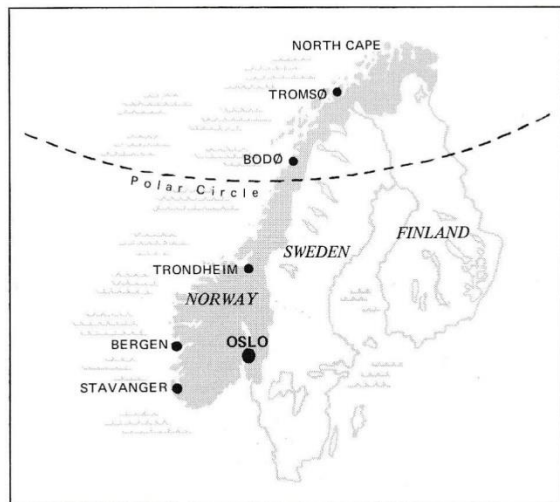 NORTH CAPE
TROMSØ
BODØ
Polar Circle
SWEDEN
FINLAND
TRONDHEIM
NORWAY
BERGEN
OSLO
STAVANGER